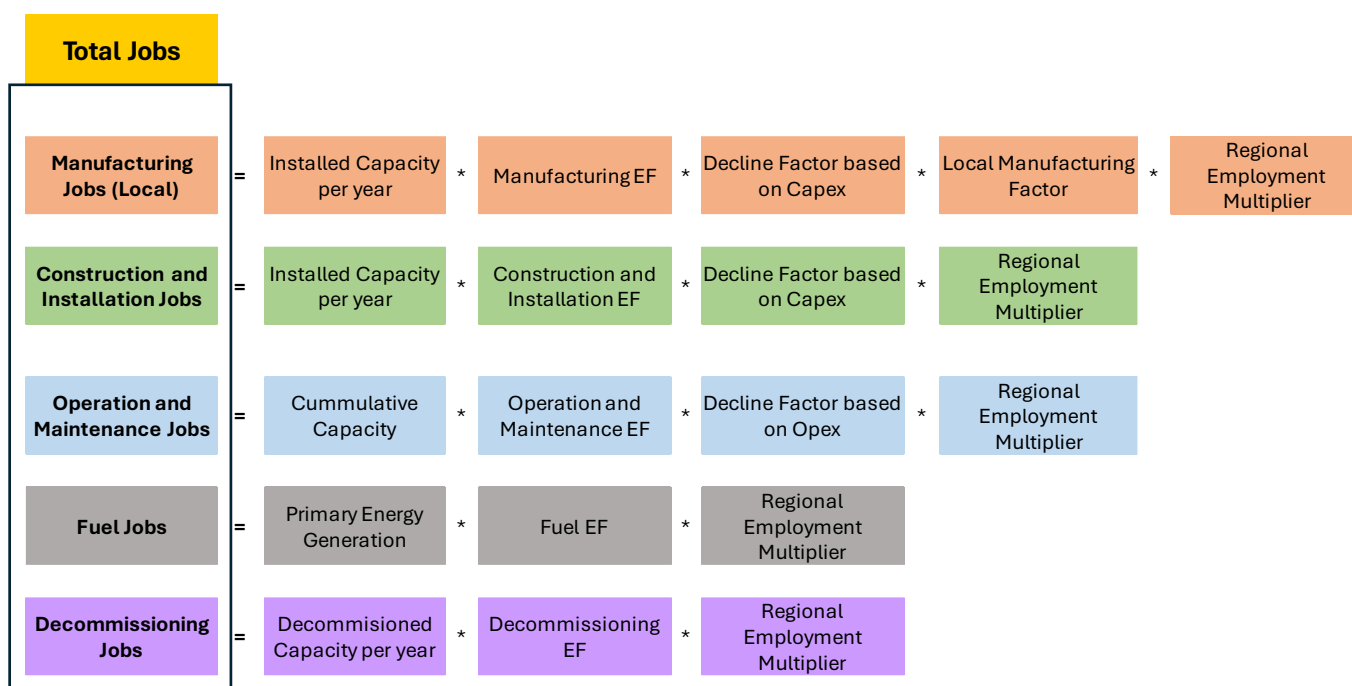 Total Jobs
Manufacturing
Jobs (Local)
=
Installed Capacity
per year
*
Manufacturing EF
*
Decline Factor based
on Capex
*
Local Manufacturing
Factor
*
Regional
Employment
Multiplier
Construction and
Installation Jobs
=
Installed Capacity
per year
*
Construction and
Installation EF
*
Decline Factor based
on Capex
*
Regional
Employment
Multiplier
Operation and
Maintenance Jobs
=
Cummulative
Capacity
*
Operation and
Maintenance EF
*
Decline Factor based
on Opex
*
Regional
Employment
Multiplier
Fuel Jobs
=
Primary Energy
Generation
*
Fuel EF
*
Regional
Employment
Multiplier
Decommissioning
Jobs
=
Decommisioned
Capacity per year
*
Decommissioning
EF
*
Regional
Employment
Multiplier